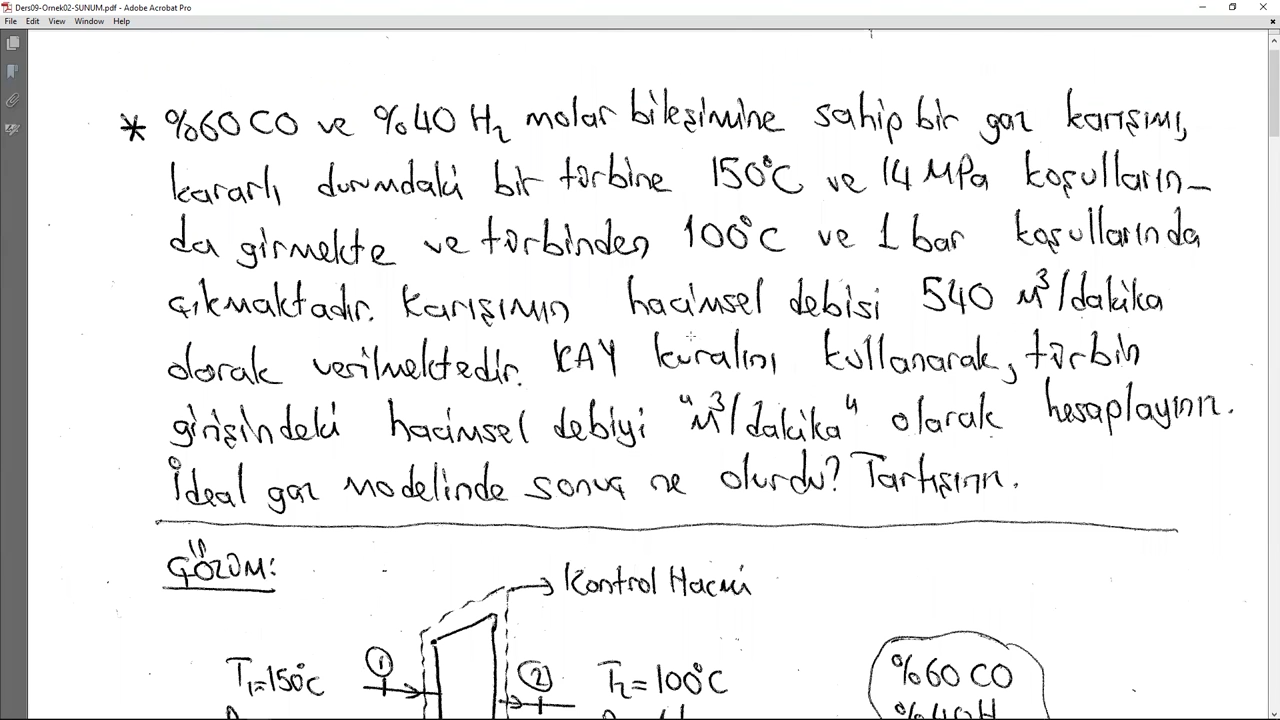 Ders09-Ornek02-SUNUM.pdf - Adobe Acrobat Pro
File Edit View Window Help
* %60 CO ve %40 H2 molar bileşimine sahip bir gaz karışımı,
kararlı durumdaki bir türbine 150°C ve 14 MPa koşulların-
da girmekte ve türbinden 100°C ve 1 bar koşullarında
çıkmaktadır. Karışımın hacimsel debisi 540 m³/dakika
olarak verilmektedir. KAY kuralını kullanarak, türbin
girişindeki hacimsel debiyi "m³/dakika" olarak hesaplayınız.
İdeal gaz modelinde sonuç ne olurdu? Tartışınız.
ÇÖZÜM:
Kontrol Hacmi
T1=150°C 1 2 T2=100°C %60 CO
%40H